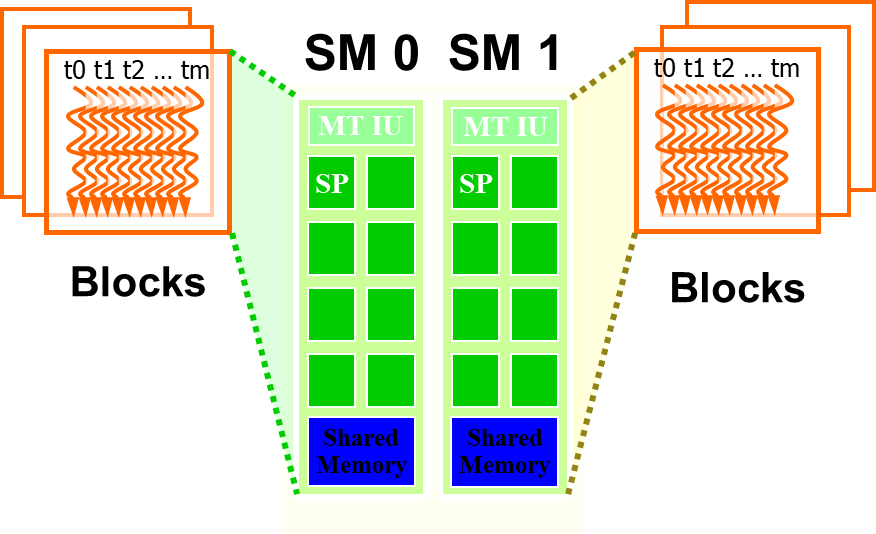 SM 0 SM 1
t0 t1 t2 ... tm
Blocks
MT IU
SP
Shared
Memory
MT IU
SP
Shared
Memory
t0 t1 t2 ... tm
Blocks